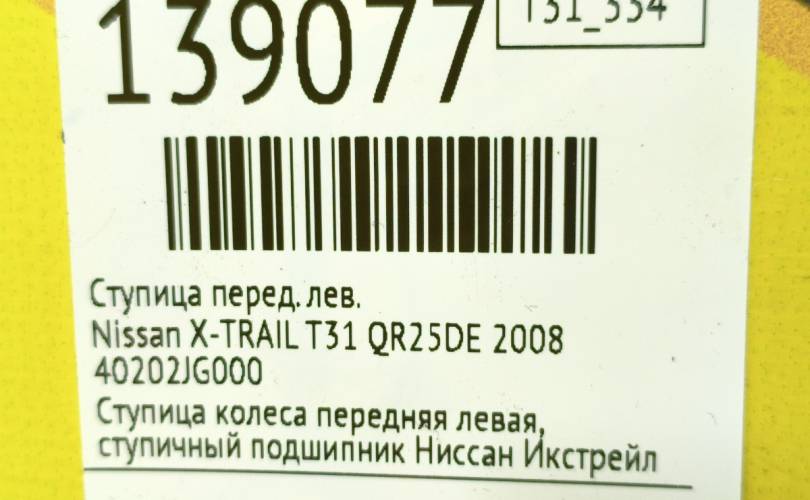 139077
T31_334
Ступица перед. лев.
Nissan X-TRAIL T31 QR25DE 2008
40202JG000
Ступица колеса передняя левая,
ступичный подшипник Ниссан Икстрейл